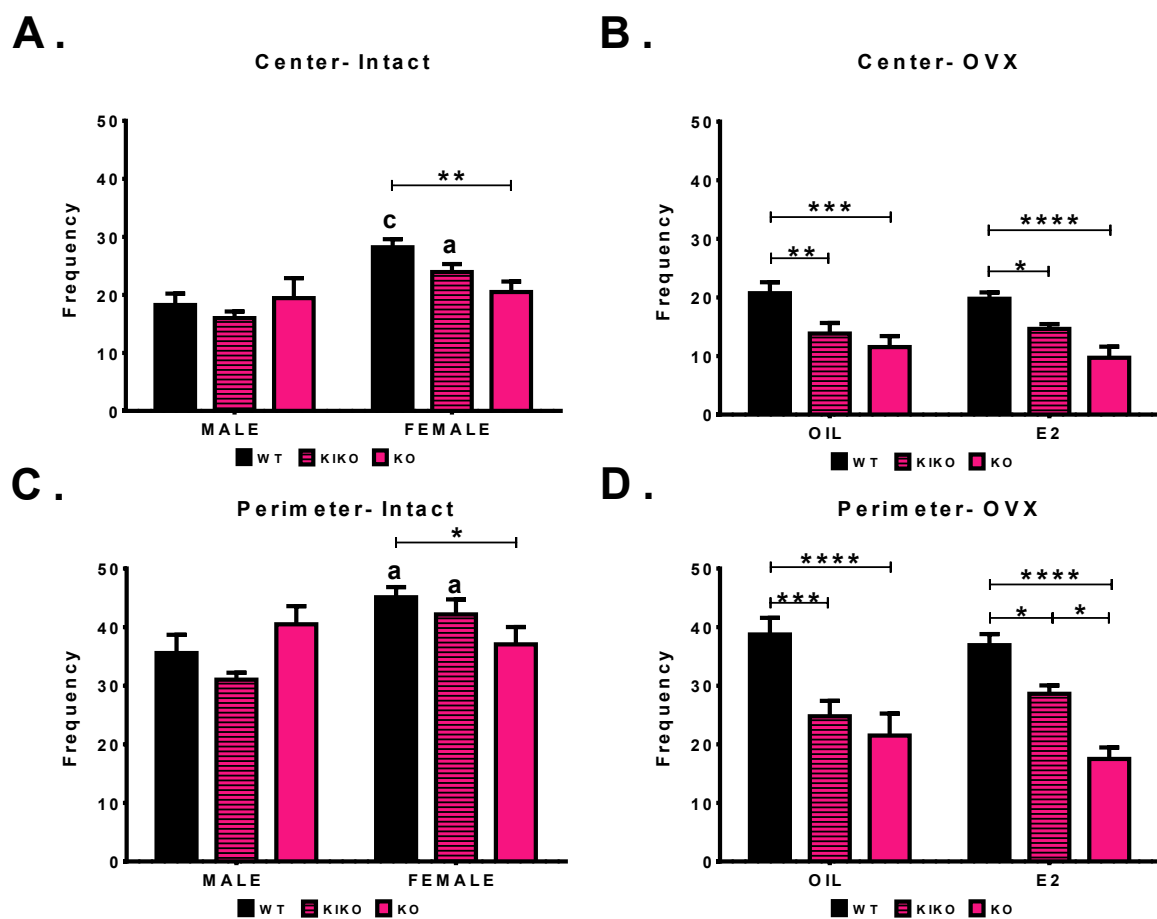 A.
Center- Intact
Frequency
50
40
30
20
10
0
**
c
a
MALE
FEMALE
WT KIKO KO
B.
Center- OVX
Frequency
50
40
30
20
10
0
***
**
****
*
OIL
E2
WT KIKO KO
C.
Perimeter- Intact
Frequency
50
40
30
20
10
0
*
a
a
MALE
FEMALE
WT KIKO KO
D.
Perimeter- OVX
Frequency
50
40
30
20
10
0
****
***
****
*
*
OIL
E2
WT KIKO KO